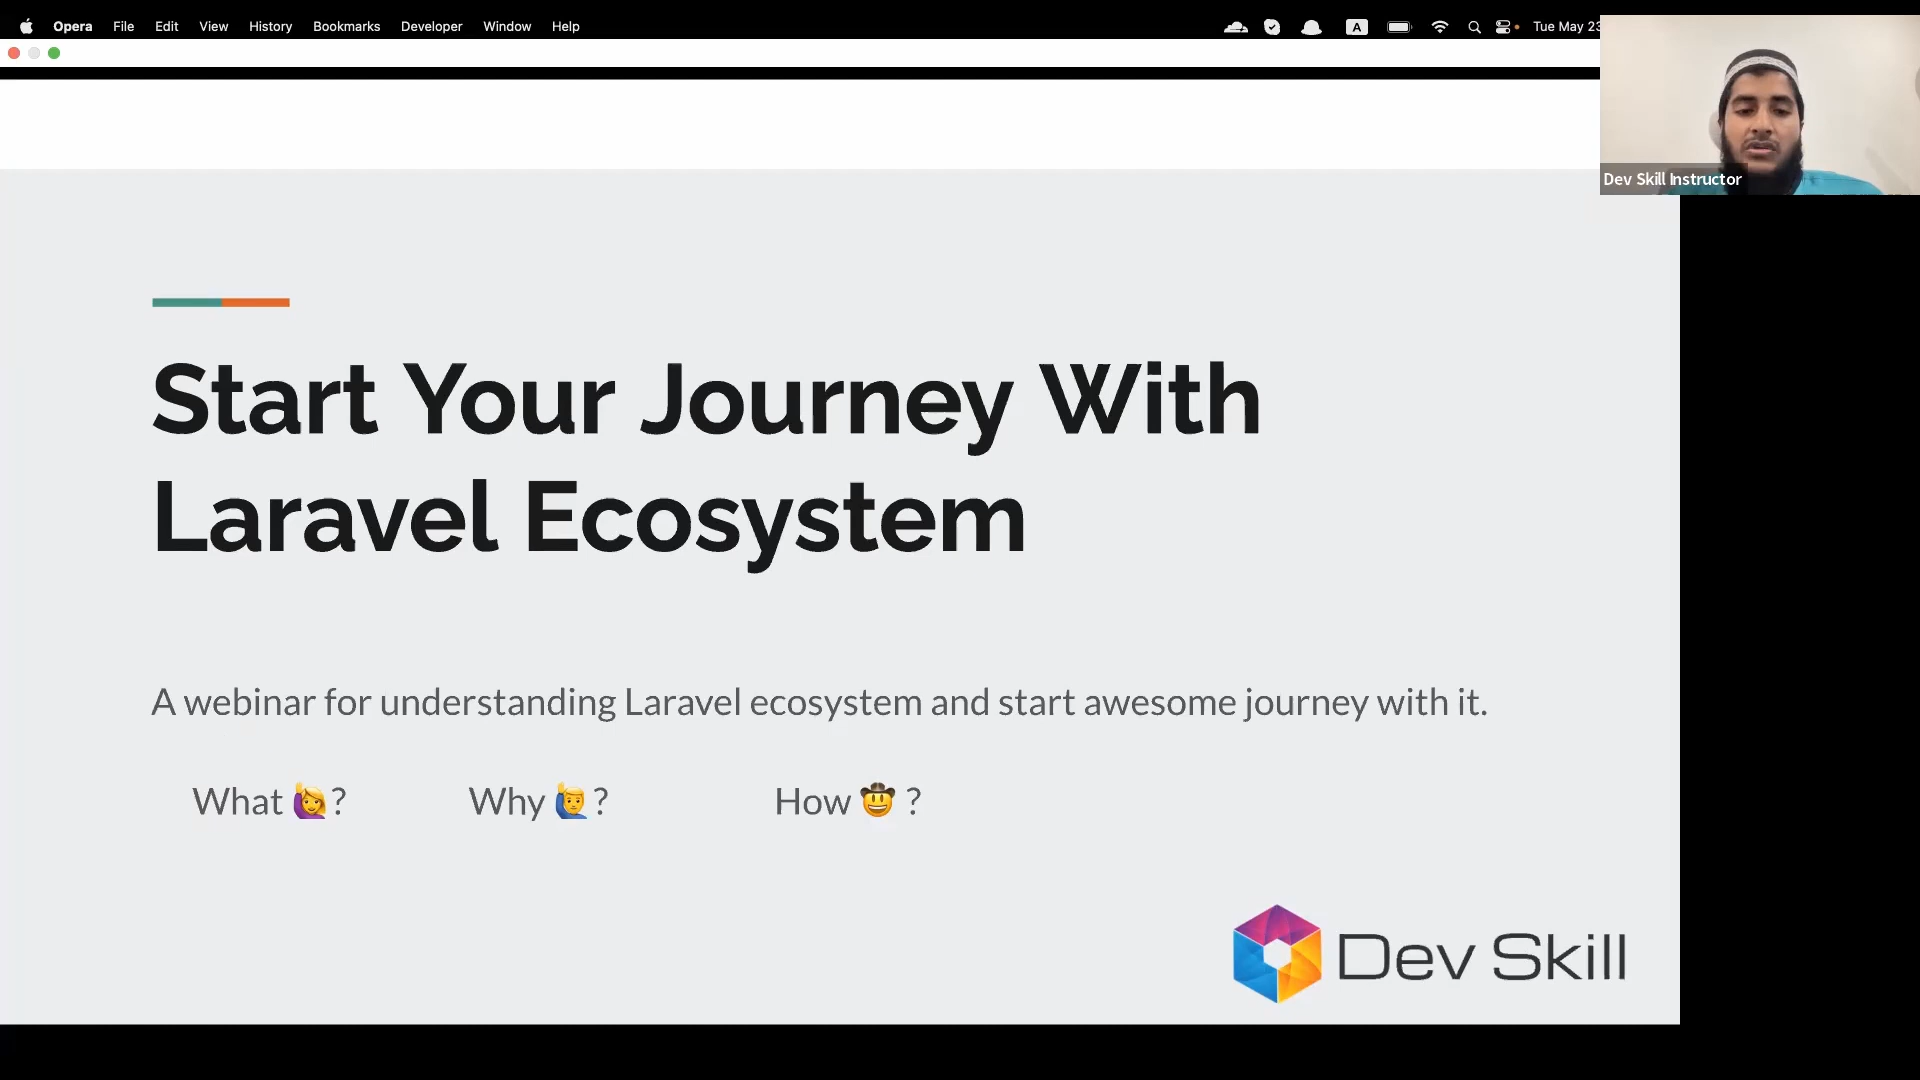 Opera File Edit View History Bookmarks Developer Window Help A Tue May 23
Dev Skill Instructor
Start Your Journey With
Laravel Ecosystem
A webinar for understanding Laravel ecosystem and start awesome journey with it.
What 🙋‍♀️? Why 🙋‍♂️? How 🤠 ?
Dev Skill